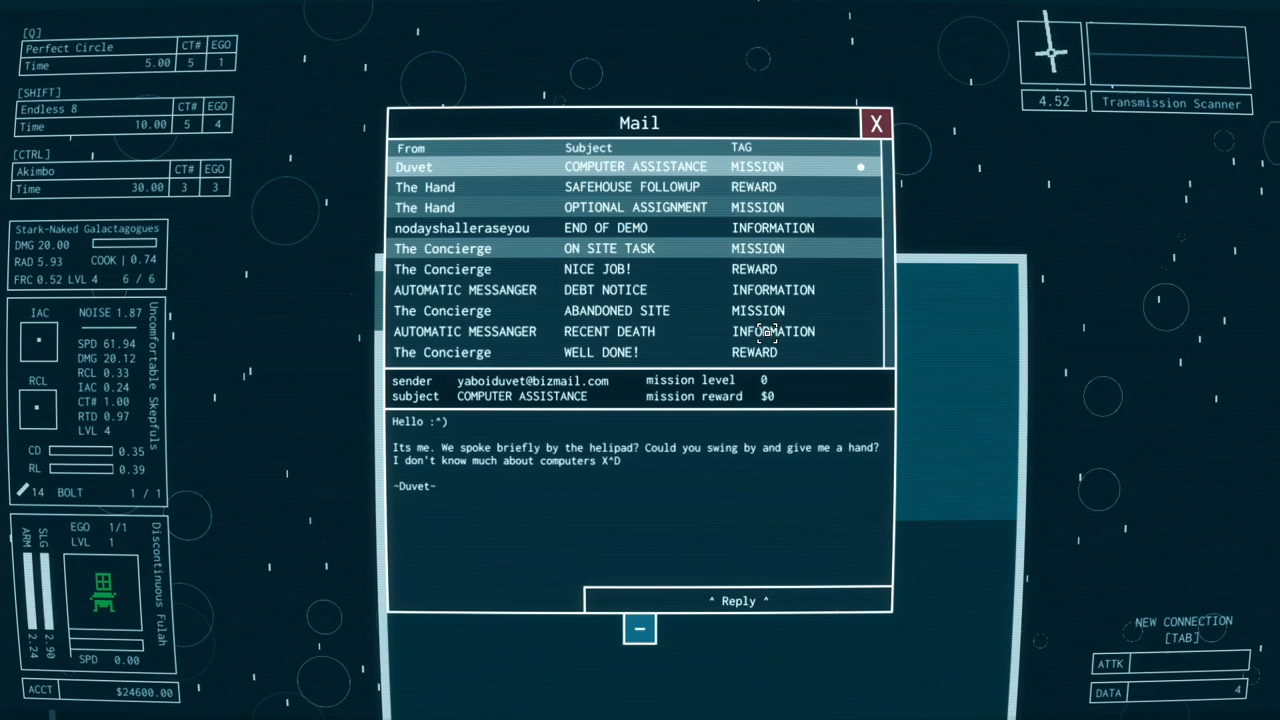 [Q]
Perfect Circle CT# EGO
Time 5.00 5 1
[SHIFT]
Endless 8 CT# EGO
Time 10.00 5 4
[CTRL]
Akimbo CT# EGO
Time 30.00 3 3
Stark-Naked Galactagogues
DMG 20.00
RAD 5.93 COOK | 0.74
FRC 0.52 LVL 4 6 / 6
IAC NOISE 1.87
SPD 61.94
DMG 20.12
RCL RCL 0.33
IAC 0.24
CT# 1.00
RTD 0.97
LVL 4
Uncomfortable Skepfuls
CD 0.35
RL 0.39
14 BOLT 1 / 1
EGO 1/1
LVL 1
ARM SLG
Discontinuous Fulah
2.24 2.90
SPD 0.00
ACCT $24600.00
Mail X
From Subject TAG
Duvet COMPUTER ASSISTANCE MISSION
The Hand SAFEHOUSE FOLLOWUP REWARD
The Hand OPTIONAL ASSIGNMENT MISSION
nodayshalleraseyou END OF DEMO INFORMATION
The Concierge ON SITE TASK MISSION
The Concierge NICE JOB! REWARD
AUTOMATIC MESSANGER DEBT NOTICE INFORMATION
The Concierge ABANDONED SITE MISSION
AUTOMATIC MESSANGER RECENT DEATH INFORMATION
The Concierge WELL DONE! REWARD
sender yaboiduvet@bizmail.com mission level 0
subject COMPUTER ASSISTANCE mission reward $0
Hello :^)
Its me. We spoke briefly by the helipad? Could you swing by and give me a hand?
I don't know much about computers X^D
~Duvet~
^ Reply ^
4.52 Transmission Scanner
NEW CONNECTION
[TAB]
ATTK
DATA 4